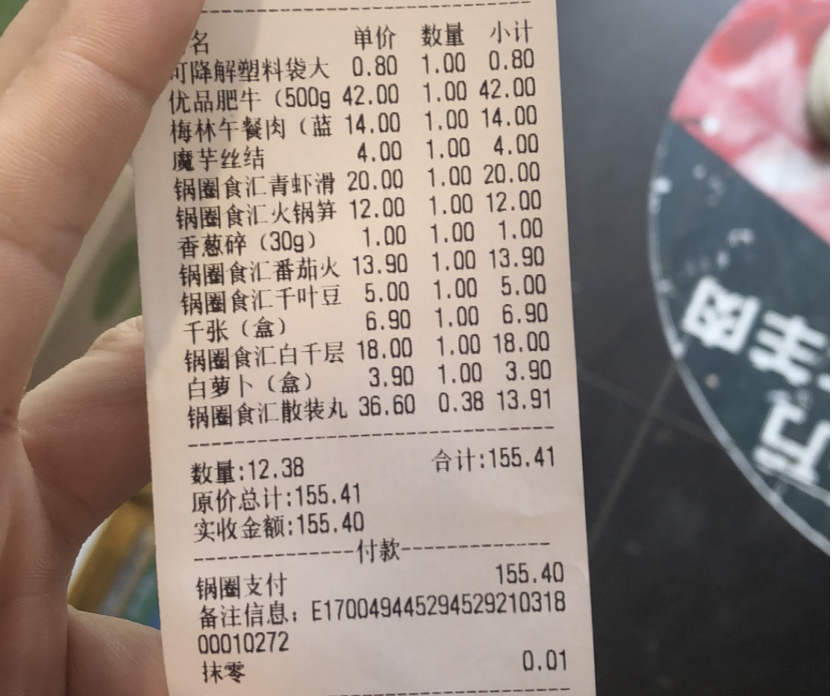 名 单价 数量 小计
可降解塑料袋大 0.80 1.00 0.80
优品肥牛（500g 42.00 1.00 42.00
梅林午餐肉（蓝 14.00 1.00 14.00
魔芋丝结 4.00 1.00 4.00
锅圈食汇青虾滑 20.00 1.00 20.00
锅圈食汇火锅笋 12.00 1.00 12.00
香葱碎（30g） 1.00 1.00 1.00
锅圈食汇番茄火 13.90 1.00 13.90
锅圈食汇千叶豆 5.00 1.00 5.00
千张（盒） 6.90 1.00 6.90
锅圈食汇白千层 18.00 1.00 18.00
白萝卜（盒） 3.90 1.00 3.90
锅圈食汇散装丸 36.60 0.38 13.91
数量:12.38 合计:155.41
原价总计:155.41
实收金额:155.40
付款
锅圈支付 155.40
备注信息: E170049445294529210318
00010272
抹零 0.01
羊肉